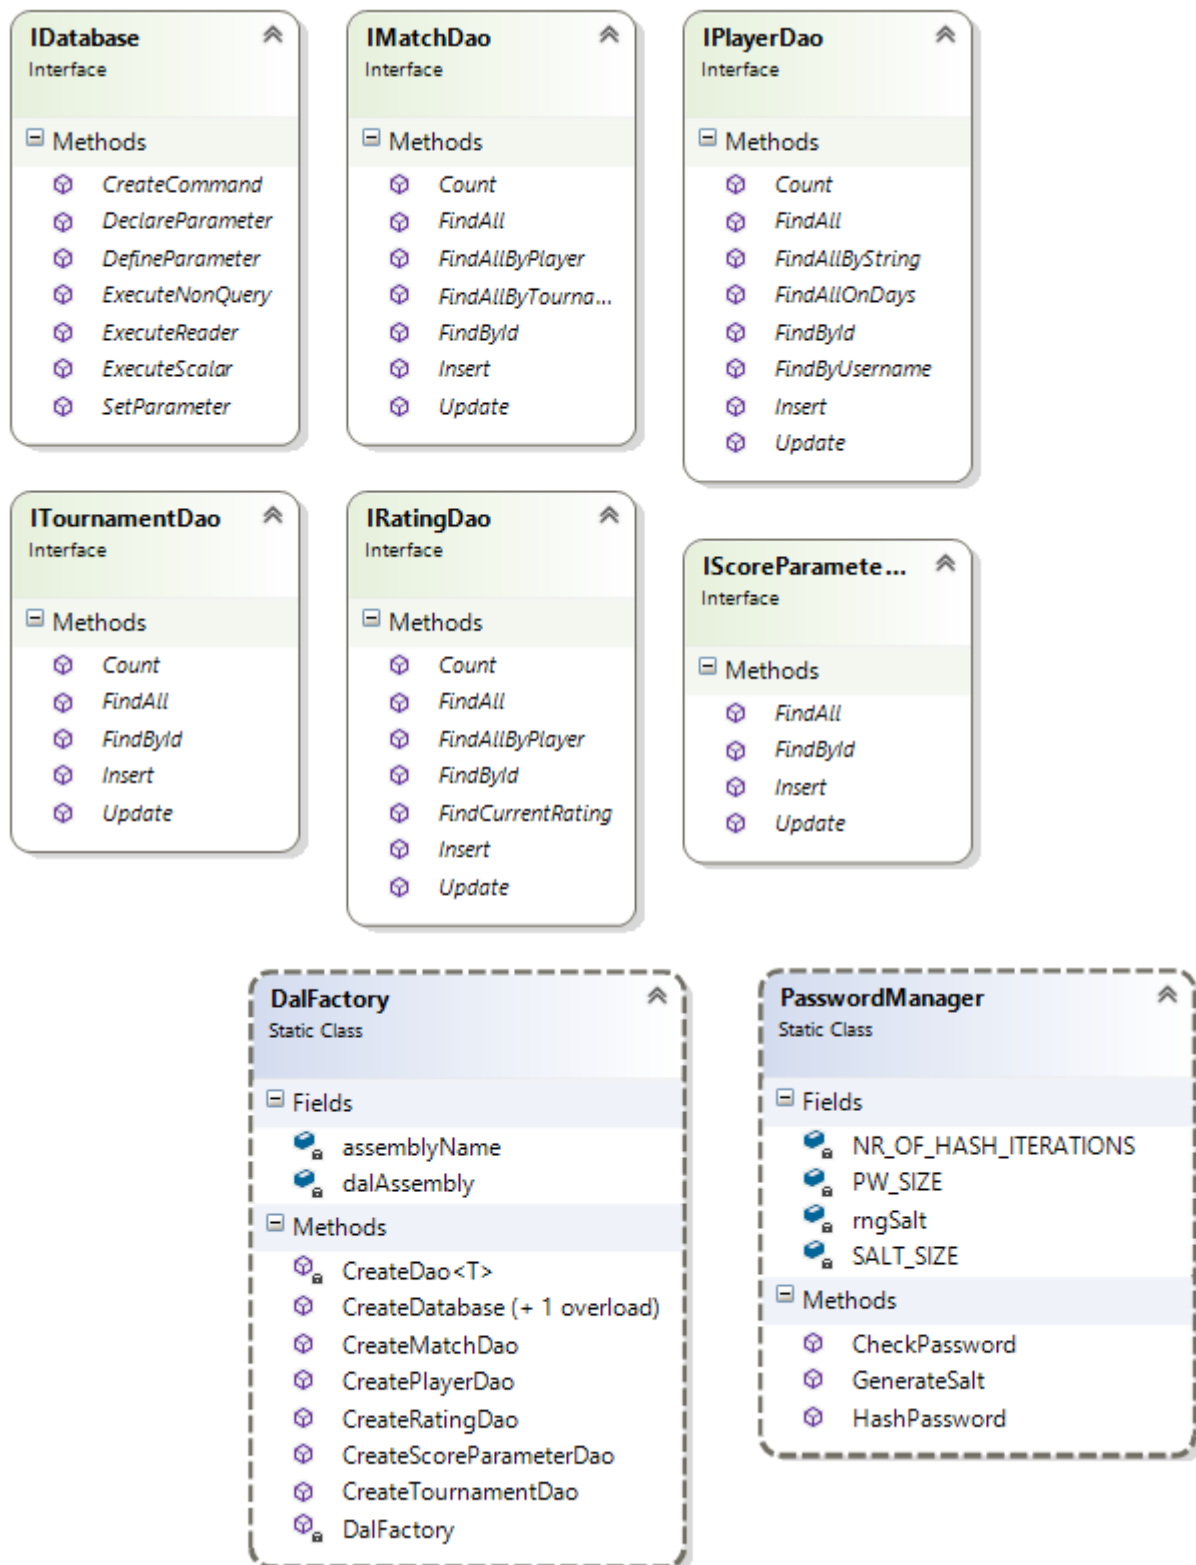 IDatabase
Interface
Methods
CreateCommand
DeclareParameter
DefineParameter
ExecuteNonQuery
ExecuteReader
ExecuteScalar
SetParameter
IMatchDao
Interface
Methods
Count
FindAll
FindAllByPlayer
FindAllByTourna...
FindById
Insert
Update
IPlayerDao
Interface
Methods
Count
FindAll
FindAllByString
FindAllOnDays
FindById
FindByUsername
Insert
Update
ITournamentDao
Interface
Methods
Count
FindAll
FindById
Insert
Update
IRatingDao
Interface
Methods
Count
FindAll
FindAllByPlayer
FindById
FindCurrentRating
Insert
Update
IScoreParamete...
Interface
Methods
FindAll
FindById
Insert
Update
DalFactory
Static Class
Fields
assemblyName
dalAssembly
Methods
CreateDao<T>
CreateDatabase (+ 1 overload)
CreateMatchDao
CreatePlayerDao
CreateRatingDao
CreateScoreParameterDao
CreateTournamentDao
DalFactory
PasswordManager
Static Class
Fields
NR_OF_HASH_ITERATIONS
PW_SIZE
rngSalt
SALT_SIZE
Methods
CheckPassword
GenerateSalt
HashPassword